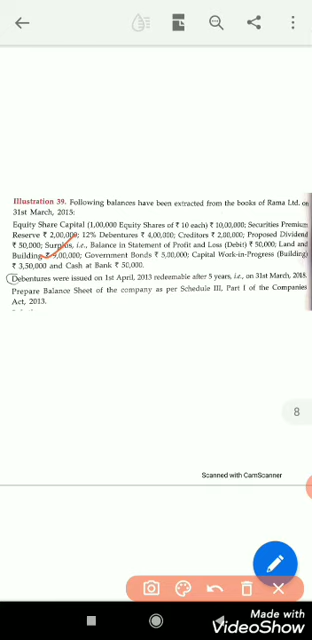 Illustration 39. Following balances have been extracted from the books of Rama Ltd. on
31st March, 2015:
Equity Share Capital (1,00,000 Equity Shares of ₹ 10 each) ₹ 10,00,000; Securities Premium
Reserve ₹ 2,00,000; 12% Debentures ₹ 4,00,000; Creditors ₹ 2,00,000; Proposed Dividend
₹ 50,000; Surplus, i.e., Balance in Statement of Profit and Loss (Debit) ₹ 50,000; Land and
Building ₹ 9,00,000; Government Bonds ₹ 5,00,000; Capital Work-in-Progress (Building)
₹ 3,50,000 and Cash at Bank ₹ 50,000.
Debentures were issued on 1st April, 2013 redeemable after 5 years, i.e., on 31st March, 2018.
Prepare Balance Sheet of the company as per Schedule III, Part I of the Companies
Act, 2013.
8
Scanned with CamScanner
Made with
VideoShow